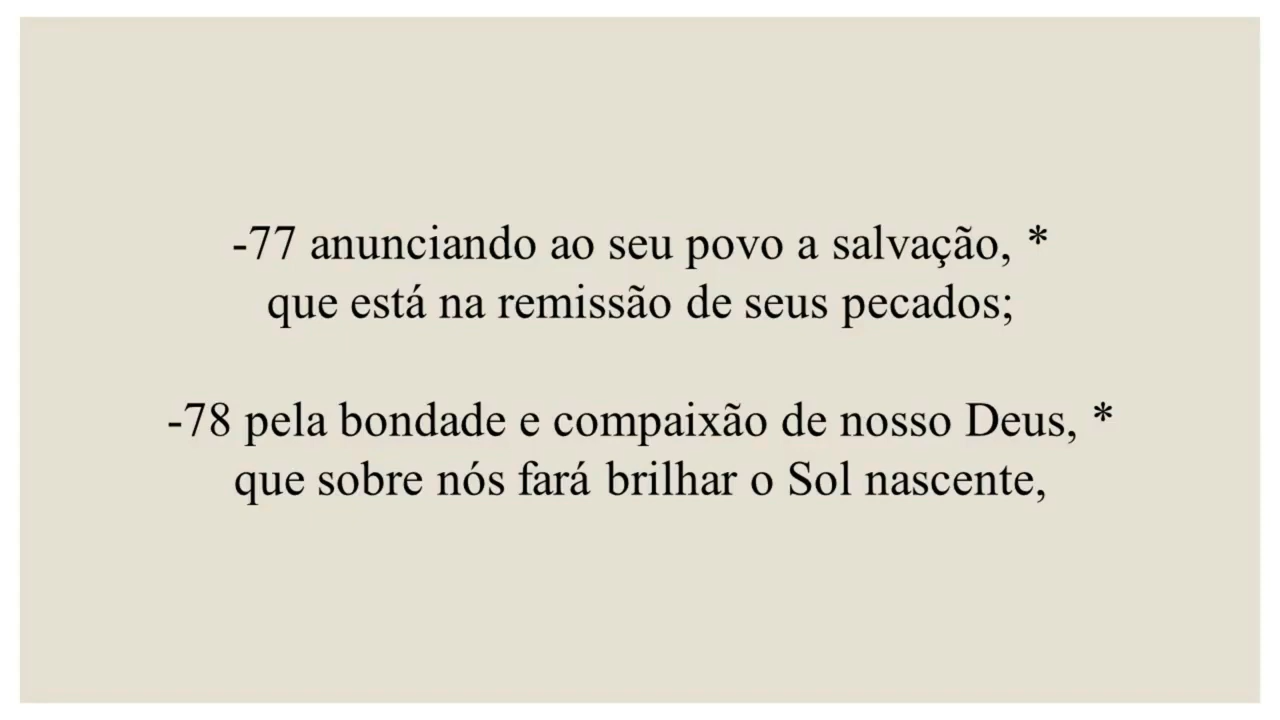 -77 anunciando ao seu povo a salvação, *
que está na remissão de seus pecados;
-78 pela bondade e compaixão de nosso Deus, *
que sobre nós fará brilhar o Sol nascente,